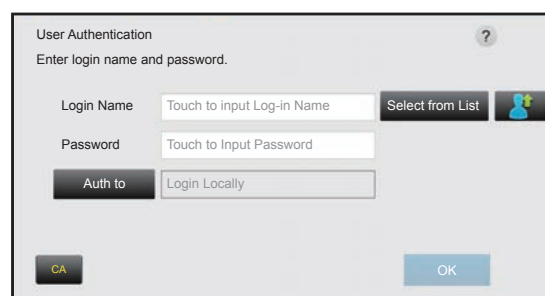 User Authentication
?
Enter login name and password.
Login Name Touch to input Log-in Name Select from List
Password Touch to Input Password
Auth to Login Locally
CA OK